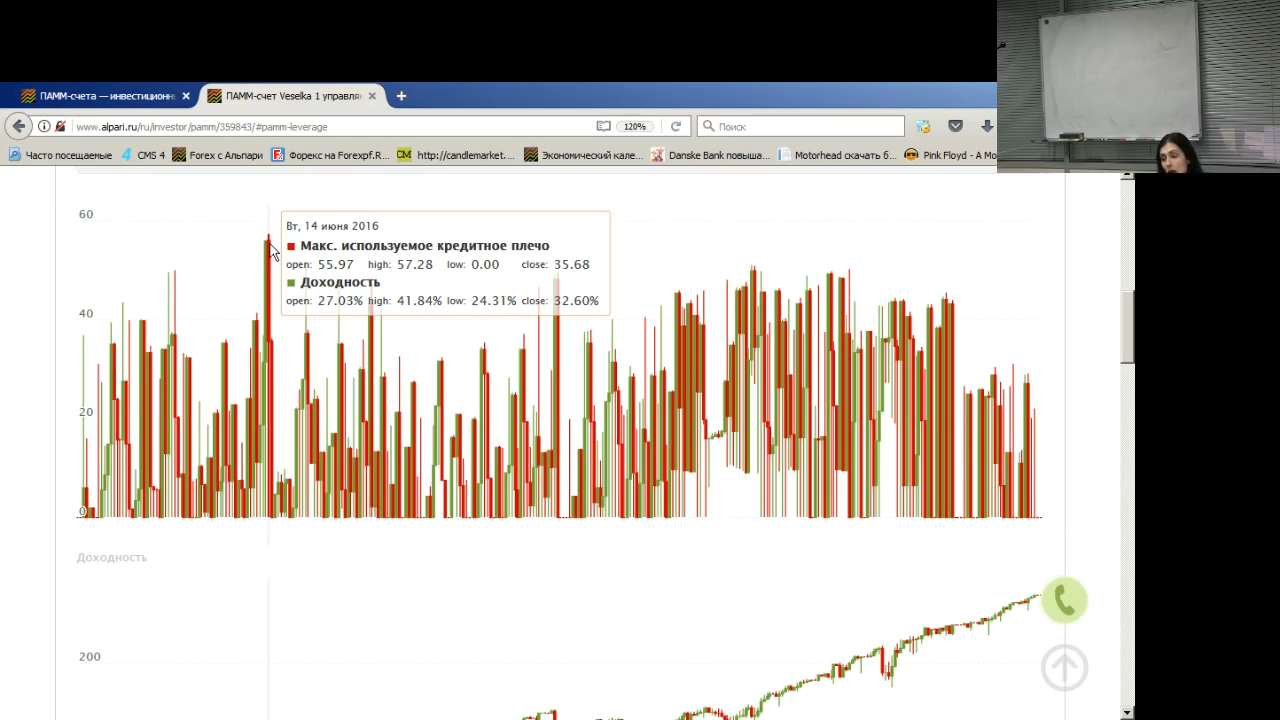 ПАММ-счета — инвестиционн
ПАММ-счет Veselka 1 управля
www.alpari.ru/ru/investor/pamm/359843/#pamm-leverage
120%
Поиск
Часто посещаемые
CMS 4
Forex с Альпари
Форекс на Forexpf.R...
http://candlemarket....
Экономический кале...
Danske Bank повыша...
Motorhead скачать б...
Pink Floyd - A Mo
60
Вт, 14 июня 2016
Макс. используемое кредитное плечо
open: 55.97 high: 57.28 low: 0.00 close: 35.68
Доходность
open: 27.03% high: 41.84% low: 24.31% close: 32.60%
40
20
0
Доходность
200